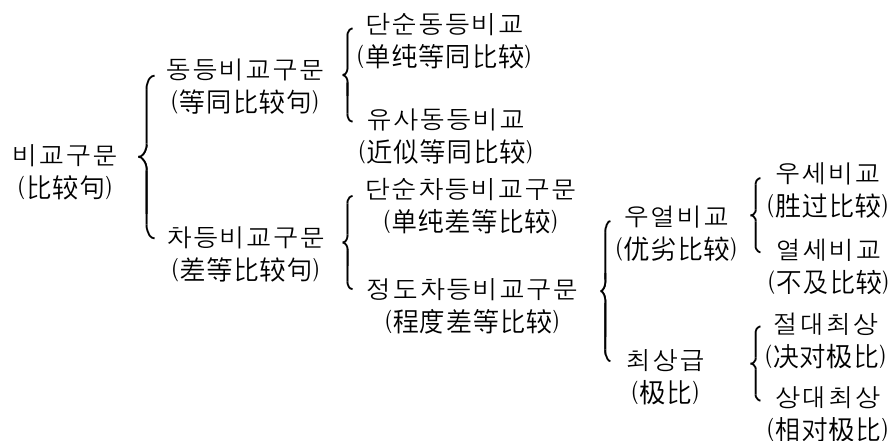 비교구문
(比较句)
동등비교구문
(等同比较句)
단순동등비교
(单纯等同比较)
유사동등비교
(近似等同比较)
차등비교구문
(差等比较句)
단순차등비교구문
(单纯差等比较)
정도차등비교구문
(程度差等比较)
우열비교
(优劣比较)
우세비교
(胜过比较)
열세비교
(不及比较)
최상급
(极比)
절대최상
(决对极比)
상대최상
(相对极比)